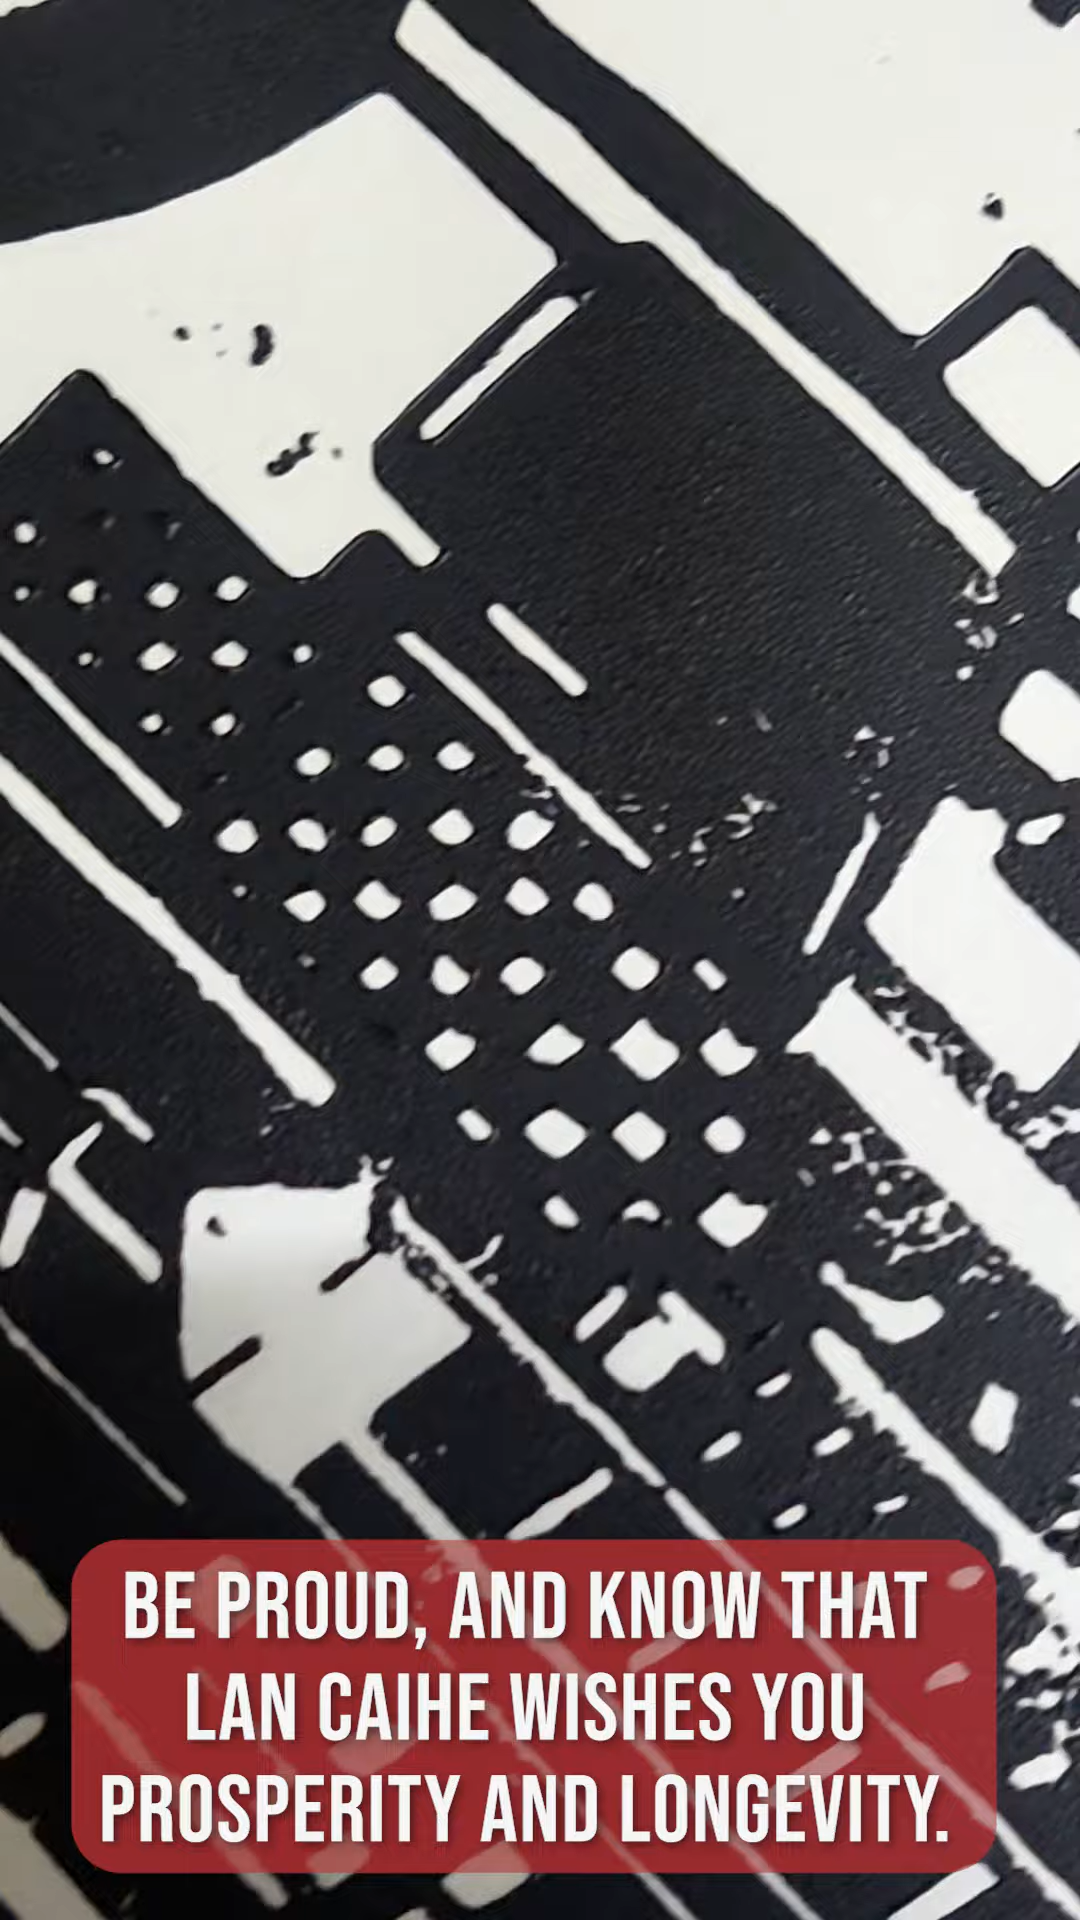 BE PROUD, AND KNOW THAT
LAN CAIHE WISHES YOU
PROSPERITY AND LONGEVITY.